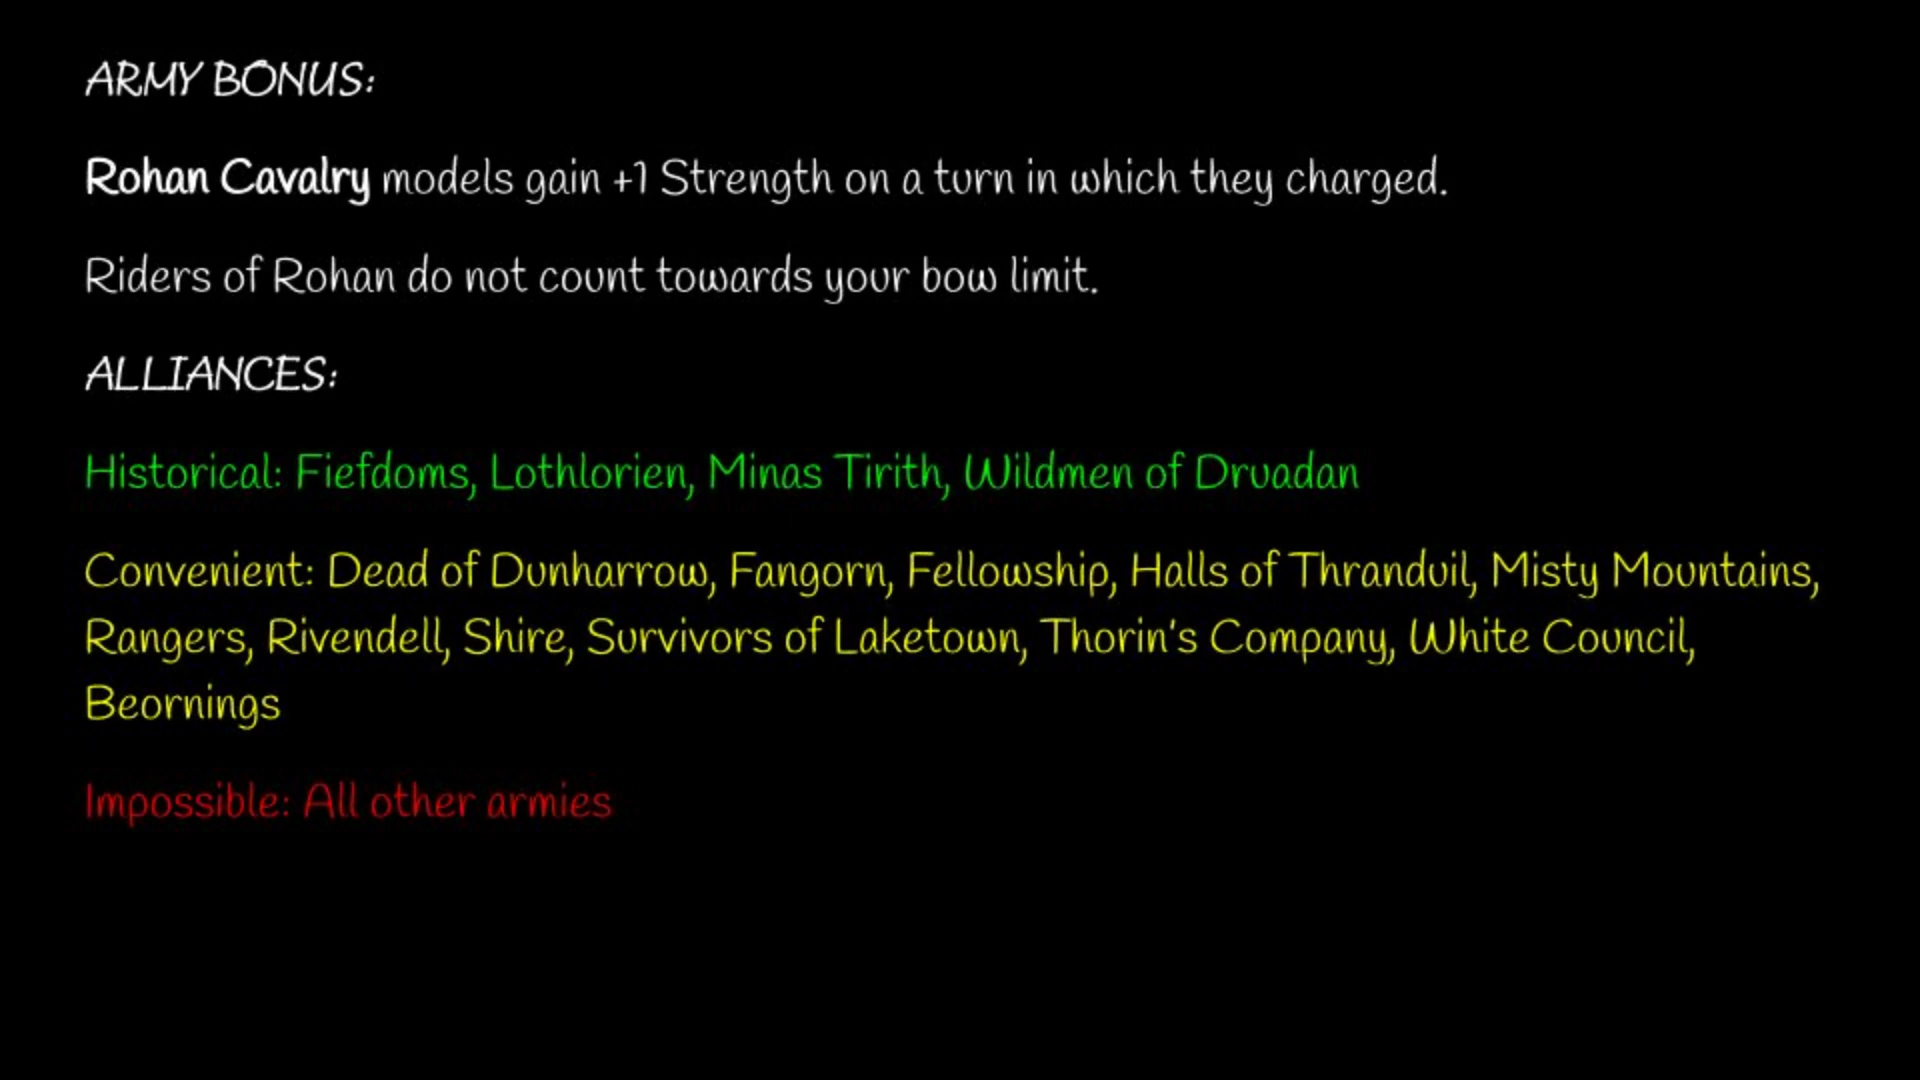 ARMY BONUS:
Rohan Cavalry models gain +1 Strength on a turn in which they charged.
Riders of Rohan do not count towards your bow limit.
ALLIANCES:
Historical: Fiefdoms, Lothlorien, Minas Tirith, Wildmen of Druadan
Convenient: Dead of Dunharrow, Fangorn, Fellowship, Halls of Thranduil, Misty Mountains,
Rangers, Rivendell, Shire, Survivors of Laketown, Thorin's Company, White Council,
Beornings
Impossible: All other armies